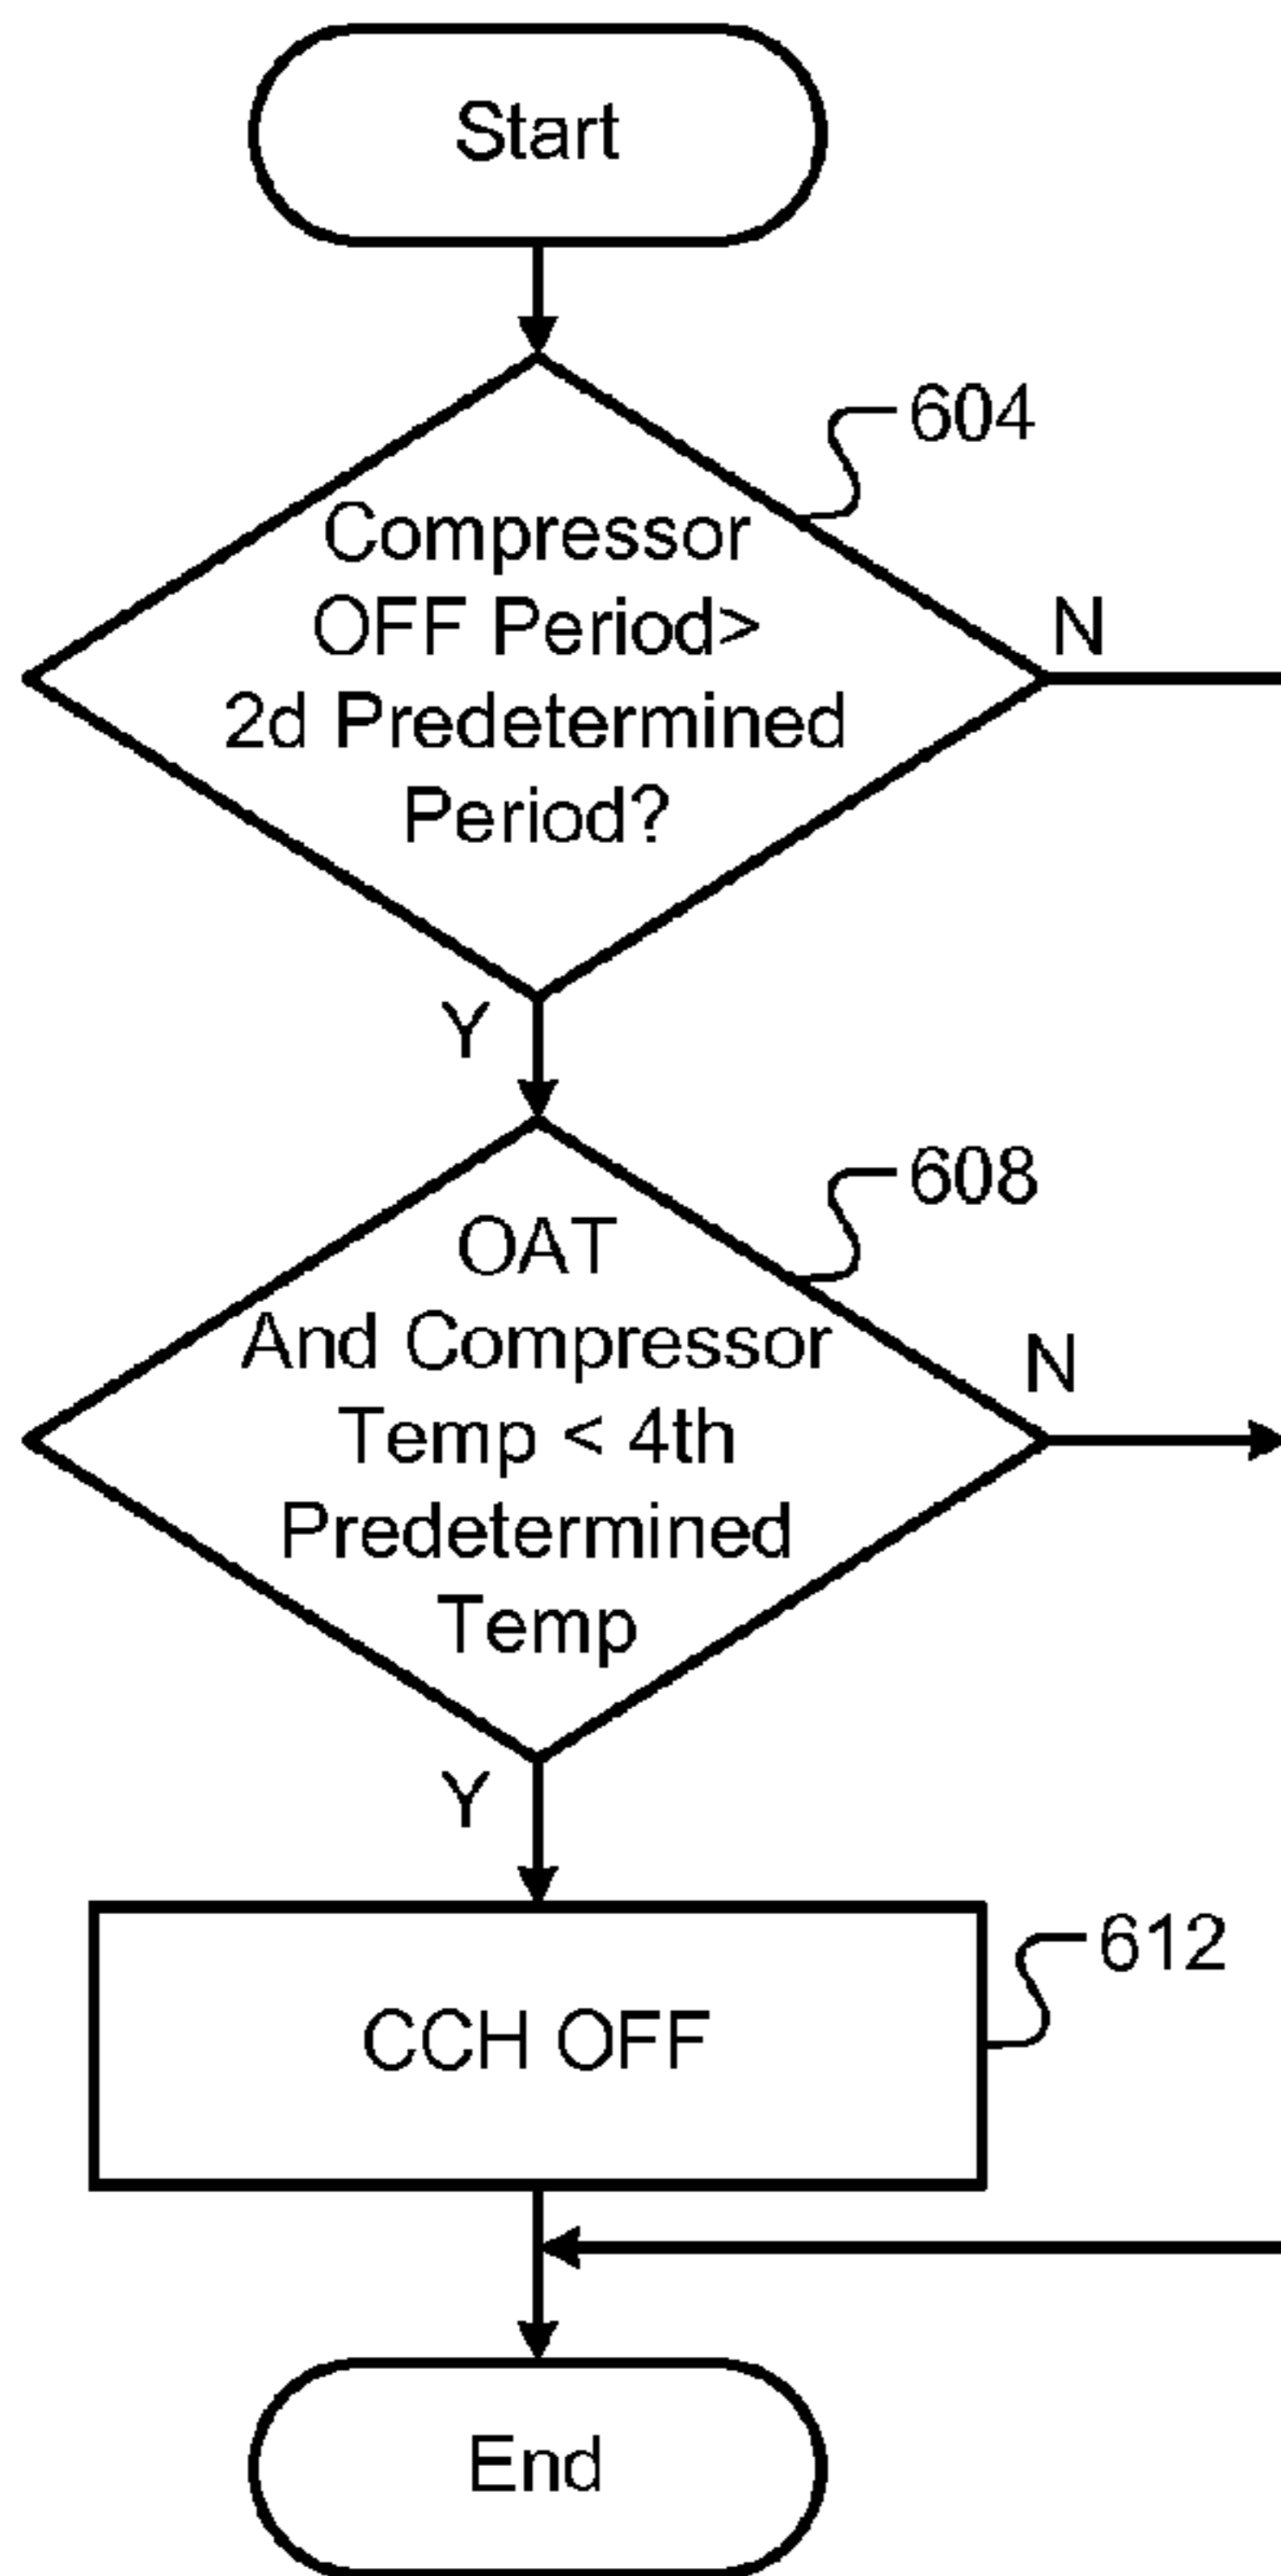 Start
604
Compressor
OFF Period>
2d Predetermined
Period?
N
Y
608
OAT
And Compressor
Temp < 4th
Predetermined
Temp
N
Y
612
CCH OFF
End